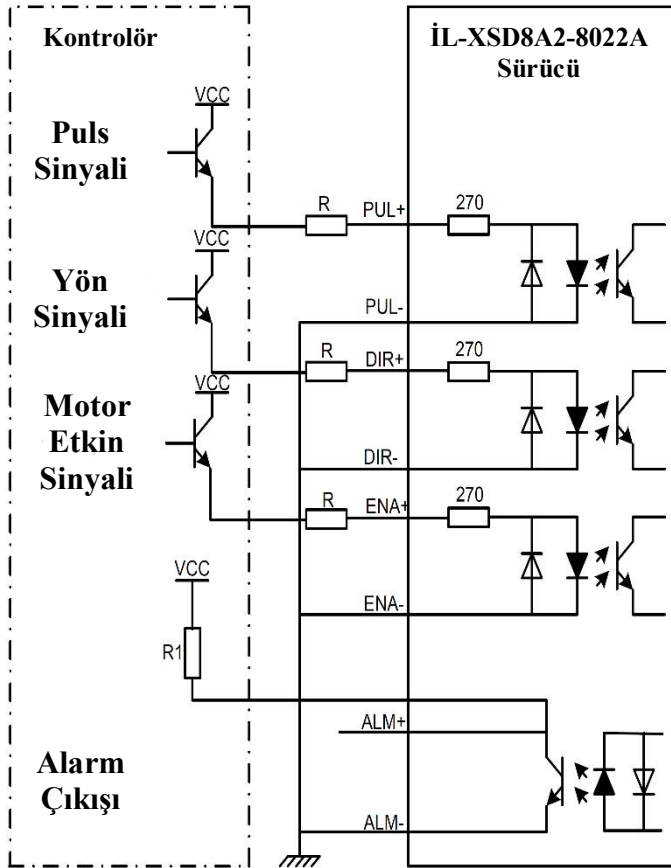 Kontrolör
İL-XSD8A2-8022A
Sürücü
VCC
Puls
Sinyali
R
PUL+
270
VCC
Yön
Sinyali
PUL-
R
DIR+
270
VCC
Motor
Etkin
Sinyali
DIR-
R
ENA+
270
VCC
ENA-
R1
ALM+
Alarm
Çıkışı
ALM-